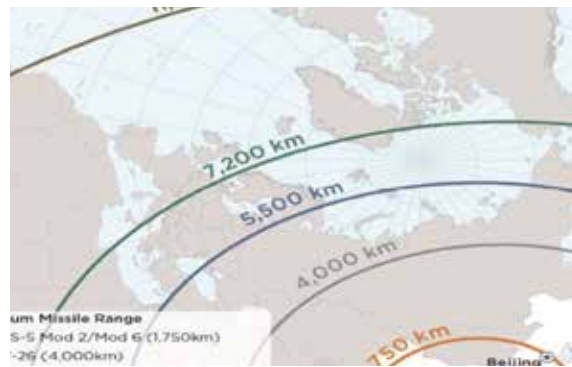 7,200 km
5,500 km
4,000 km
750 km
um Missile Range
S-5 Mod 2/Mod 6 (1,750km)
-26 (4,000km)
Beijing